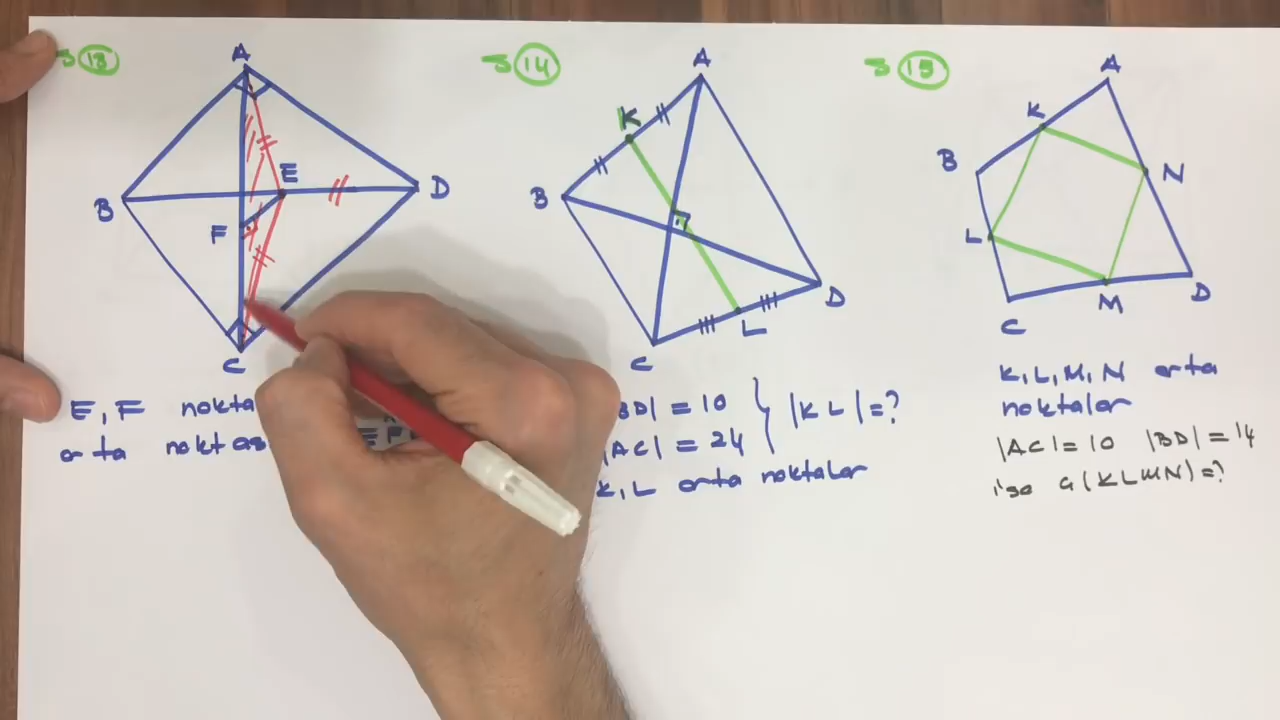 S 13
A
B
E
D
F
C
E, F nokta
orta noktas
S 14
A
K
B
D
L
C
BD| = 10
|AC| = 24
|KL| = ?
K, L orta noktalar
S 15
A
K
B
N
L
M
D
C
K, L, M, N orta
noktalar
|AC| = 10 |BD| = 14
ise Ç(KLMN) = ?